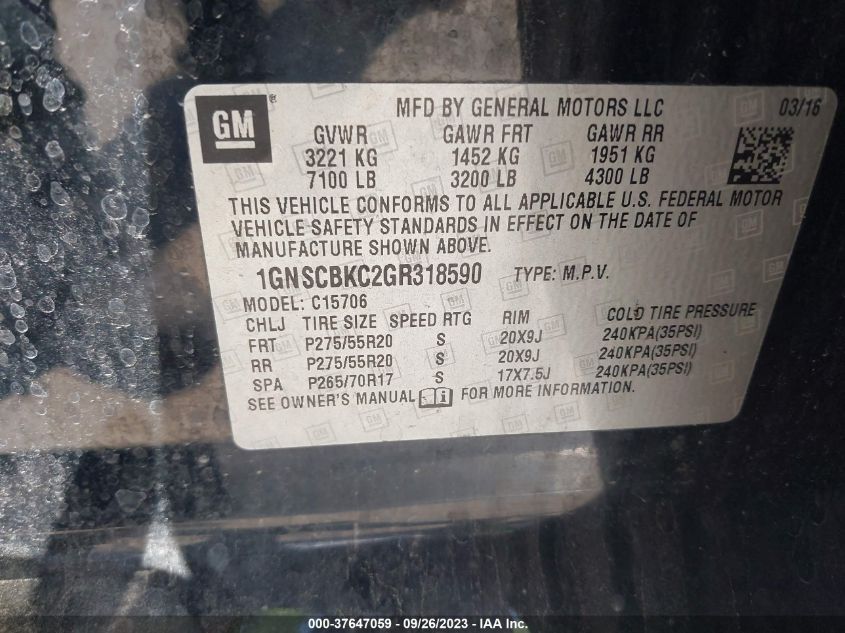 GM ® MFD BY GENERAL MOTORS LLC 03/16
GVWR GAWR FRT GAWR RR
3221 KG 1452 KG 1951 KG
7100 LB 3200 LB 4300 LB
THIS VEHICLE CONFORMS TO ALL APPLICABLE U.S. FEDERAL MOTOR
VEHICLE SAFETY STANDARDS IN EFFECT ON THE DATE OF
MANUFACTURE SHOWN ABOVE.
1GNSCBKC2GR318590 TYPE: M.P.V.
MODEL: C15706
CHLJ TIRE SIZE SPEED RTG RIM COLD TIRE PRESSURE
FRT P275/55R20 S 20X9J 240KPA(35PSI)
RR P275/55R20 S 20X9J 240KPA(35PSI)
SPA P265/70R17 S 17X7.5J 240KPA(35PSI)
SEE OWNER'S MANUAL FOR MORE INFORMATION.
000-37647059 - 09/26/2023 - IAA Inc.